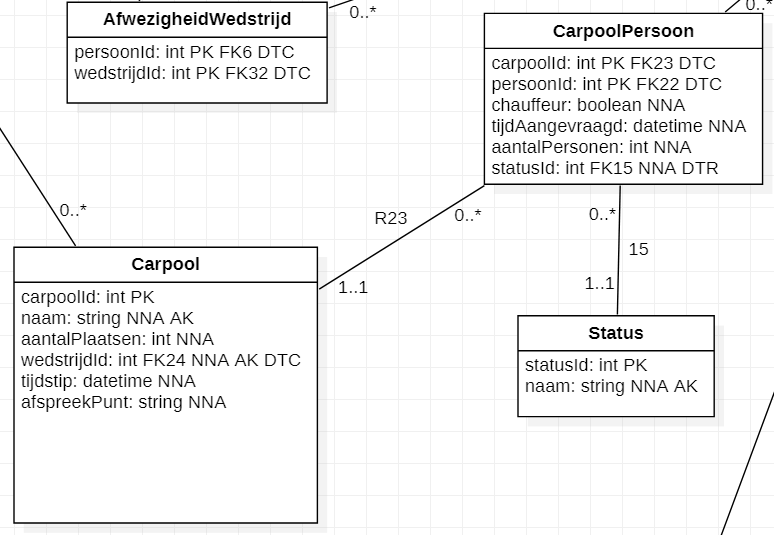 AfwezigheidWedstrijd
persoonId: int PK FK6 DTC
wedstrijdId: int PK FK32 DTC
0..*
0..*
CarpoolPersoon
carpoolId: int PK FK23 DTC
persoonId: int PK FK22 DTC
chauffeur: boolean NNA
tijdAangevraagd: datetime NNA
aantalPersonen: int NNA
statusId: int FK15 NNA DTR
0..*
R23
0..*
0..*
15
1..1
1..1
Carpool
carpoolId: int PK
naam: string NNA AK
aantalPlaatsen: int NNA
wedstrijdId: int FK24 NNA AK DTC
tijdstip: datetime NNA
afspreekPunt: string NNA
Status
statusId: int PK
naam: string NNA AK